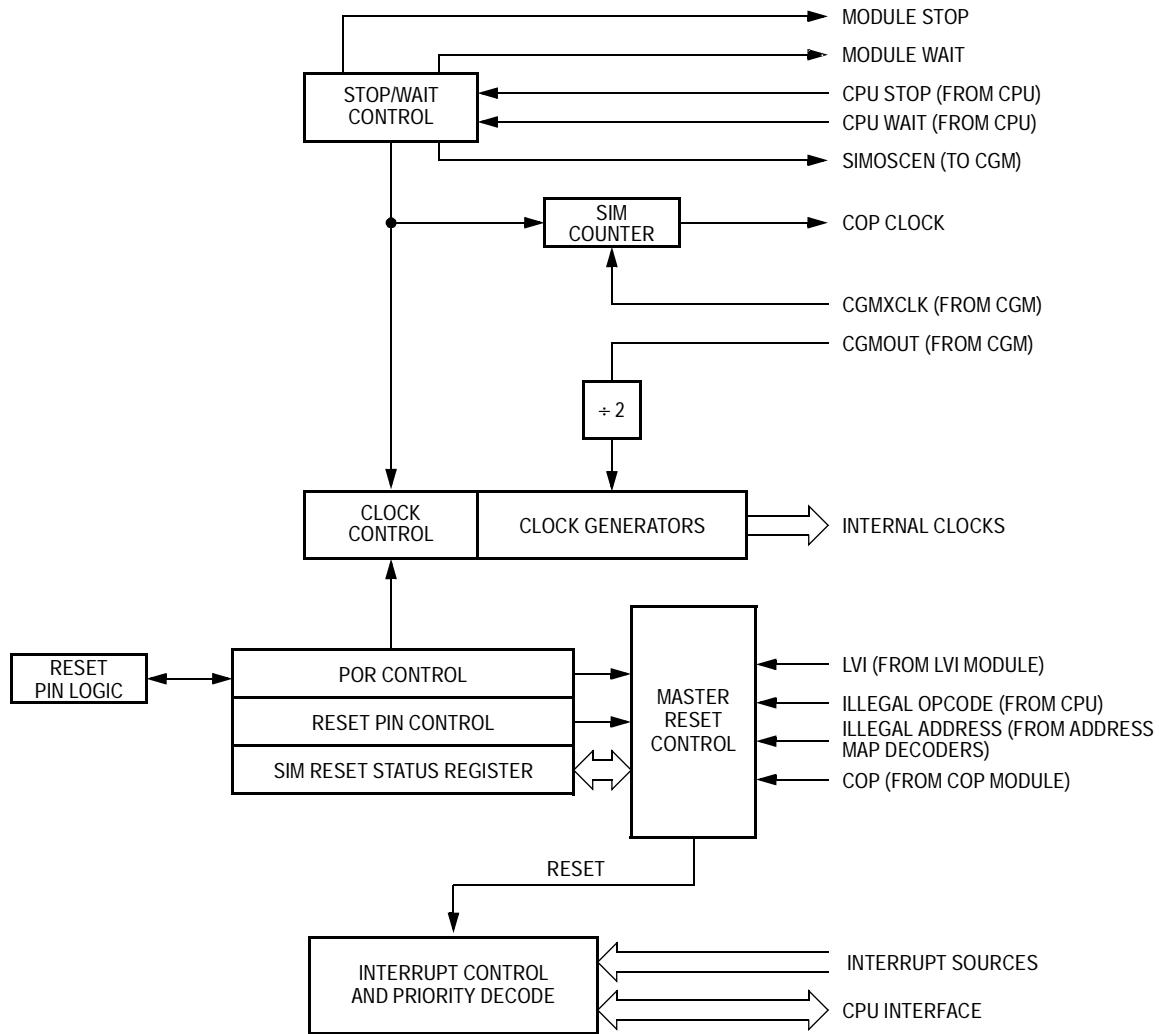 MODULE STOP
MODULE WAIT
STOP/WAIT
CONTROL
CPU STOP (FROM CPU)
CPU WAIT (FROM CPU)
SIMOSCEN (TO CGM)
SIM
COUNTER
COP CLOCK
CGMXCLK (FROM CGM)
CGMOUT (FROM CGM)
÷ 2
CLOCK
CONTROL
CLOCK GENERATORS
INTERNAL CLOCKS
RESET
PIN LOGIC
POR CONTROL
RESET PIN CONTROL
SIM RESET STATUS REGISTER
MASTER
RESET
CONTROL
LVI (FROM LVI MODULE)
ILLEGAL OPCODE (FROM CPU)
ILLEGAL ADDRESS (FROM ADDRESS
MAP DECODERS)
COP (FROM COP MODULE)
RESET
INTERRUPT CONTROL
AND PRIORITY DECODE
INTERRUPT SOURCES
CPU INTERFACE